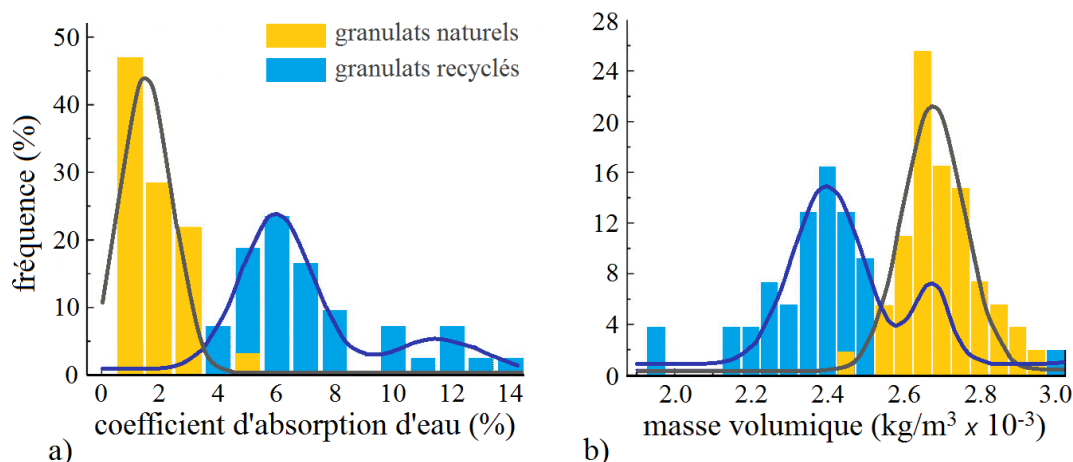 50
40
30
20
10
0
fréquence (%)
granulats naturels
granulats recyclés
0 2 4 6 8 10 12 14
coefficient d'absorption d'eau (%)
a)
28
24
20
16
12
8
4
0
2.0 2.2 2.4 2.6 2.8 3.0
masse volumique (kg/m³ x 10⁻³)
b)